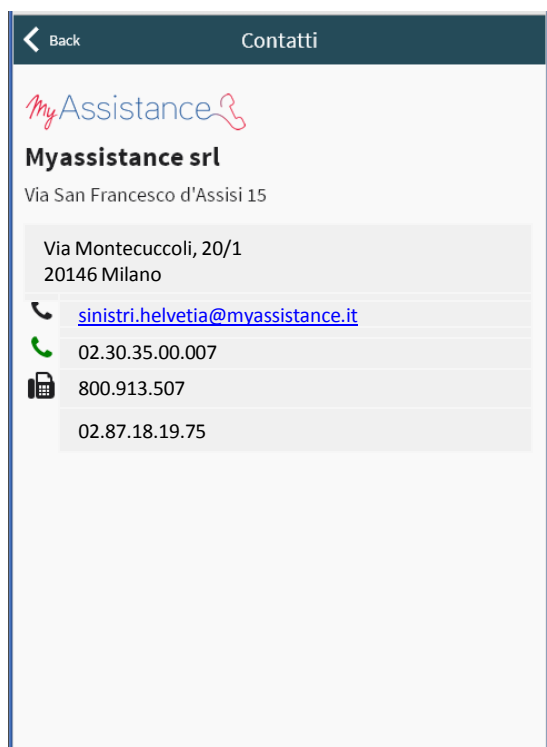 Back
Contatti
MyAssistance
Myassistance srl
Via San Francesco d'Assisi 15
Via Montecuccoli, 20/1
20146 Milano
sinistri.helvetia@myassistance.it
02.30.35.00.007
800.913.507
02.87.18.19.75